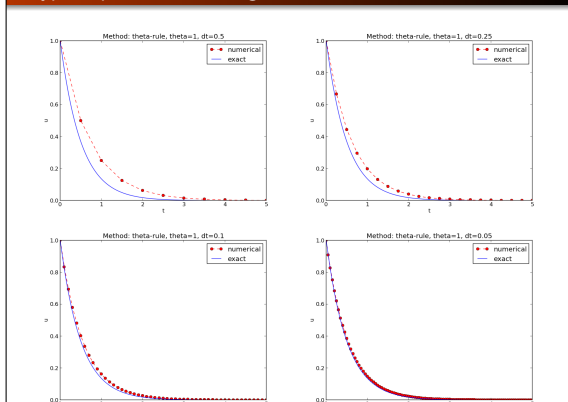 Method: theta-rule, theta=1, dt=0.5
1.0
0.8
0.6
0.4
0.2
0.0
u
numerical
exact
0 1 2 3 4 5
t
Method: theta-rule, theta=1, dt=0.25
1.0
0.8
0.6
0.4
0.2
0.0
u
numerical
exact
0 1 2 3 4 5
t
Method: theta-rule, theta=1, dt=0.1
1.0
0.8
0.6
0.4
0.2
0.0
u
numerical
exact
Method: theta-rule, theta=1, dt=0.05
1.0
0.8
0.6
0.4
0.2
0.0
u
numerical
exact